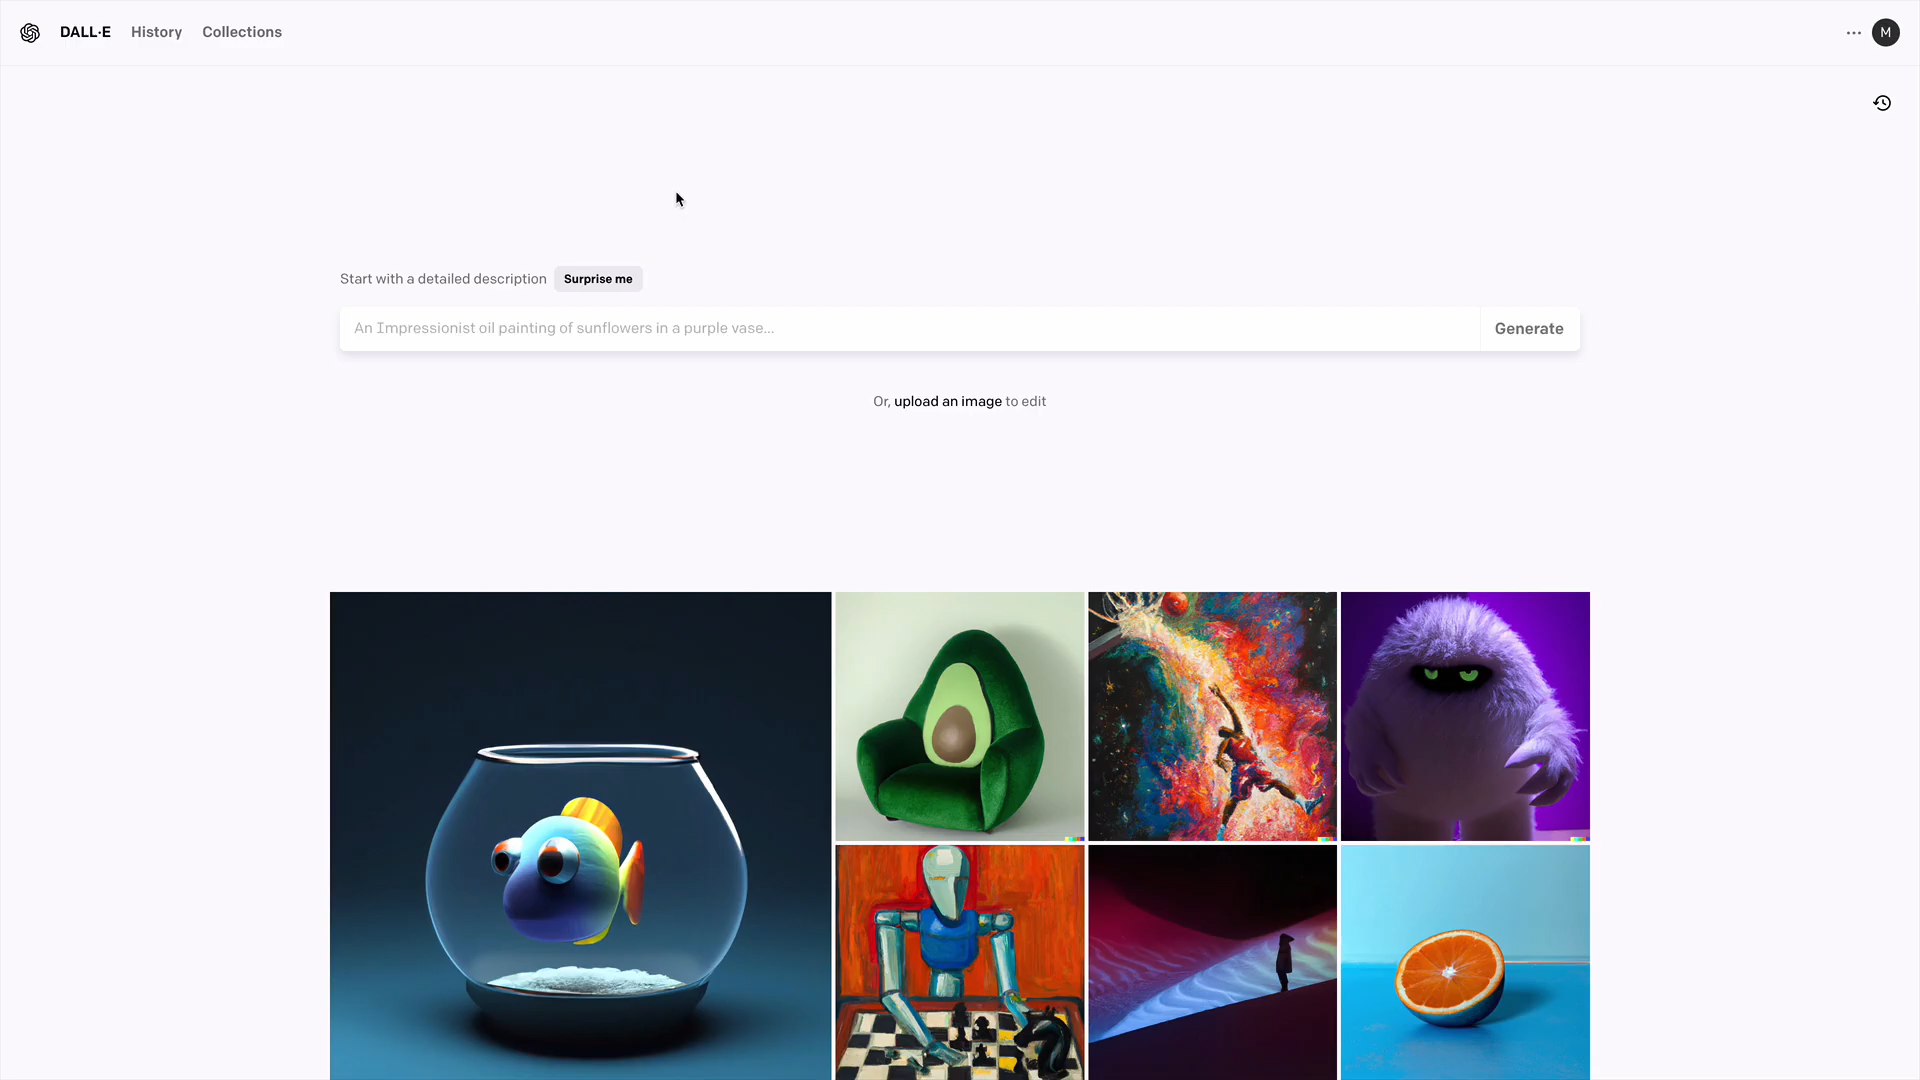 DALL·E History Collections
M
Start with a detailed description Surprise me
An Impressionist oil painting of sunflowers in a purple vase...
Generate
Or, upload an image to edit